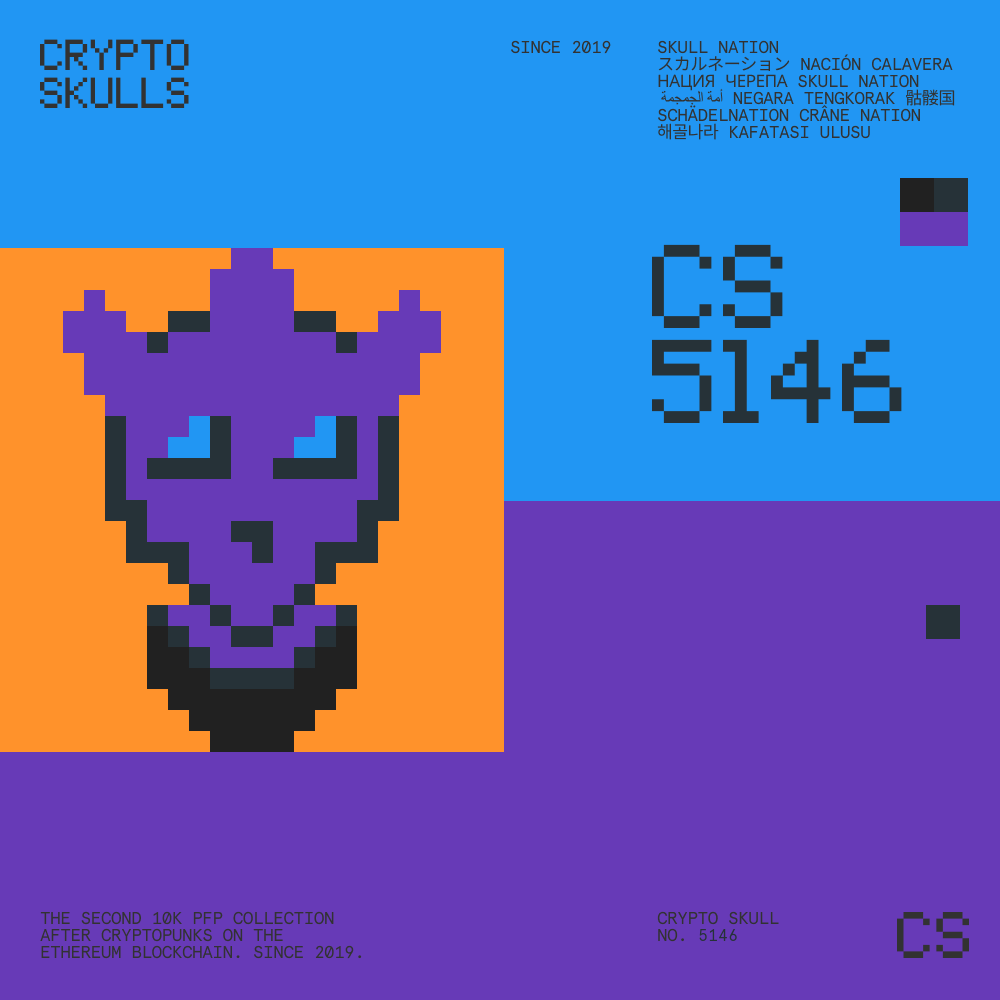 CRYPTO
SKULLS
SINCE 2019
SKULL NATION
スカルネーション NACIÓN CALAVERA
НАЦИЯ ЧЕРЕПА SKULL NATION
أمة الجمجمة NEGARA TENGKORAK 骷髅国
SCHÄDELNATION CRÂNE NATION
해골나라 KAFATASI ULUSU
CS
5146
THE SECOND 10K PFP COLLECTION
AFTER CRYPTOPUNKS ON THE
ETHEREUM BLOCKCHAIN. SINCE 2019.
CRYPTO SKULL
NO. 5146
CS